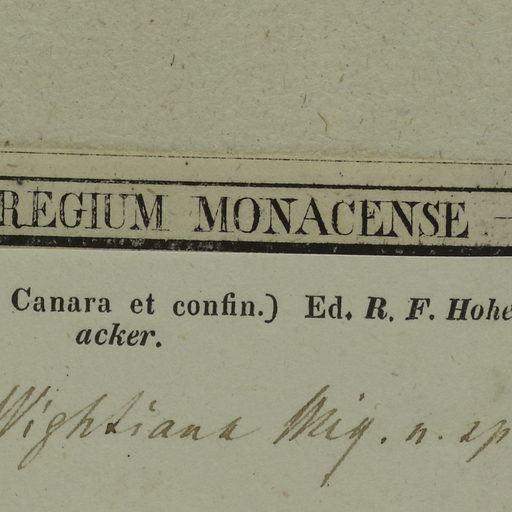 REGIUM MONACENSE —
Canara et confin.) Ed. R. F. Hohe
acker.
Wightiana Miq. n. sp